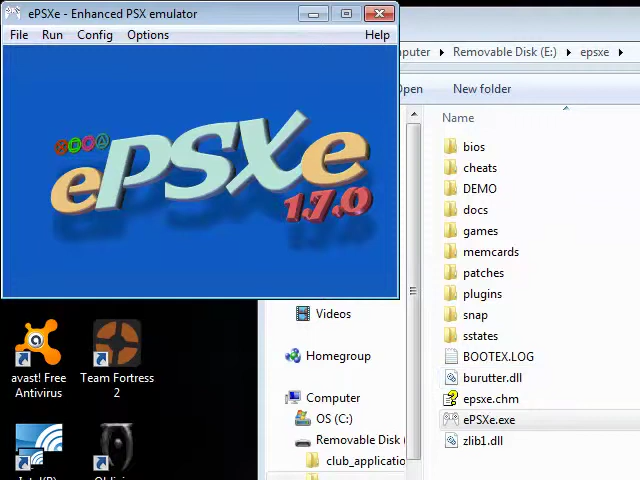 ePSXe - Enhanced PSX emulator
File Run Config Options Help
ePSXe
1.7.0
Removable Disk (E:) epsxe
New folder
Name
bios
cheats
DEMO
docs
games
memcards
patches
plugins
snap
sstates
BOOTEX.LOG
burutter.dll
epsxe.chm
ePSXe.exe
zlib1.dll
Videos
Homegroup
Computer
OS (C:)
Removable Disk (
club_applicatio
avast! Free
Antivirus
Team Fortress
2